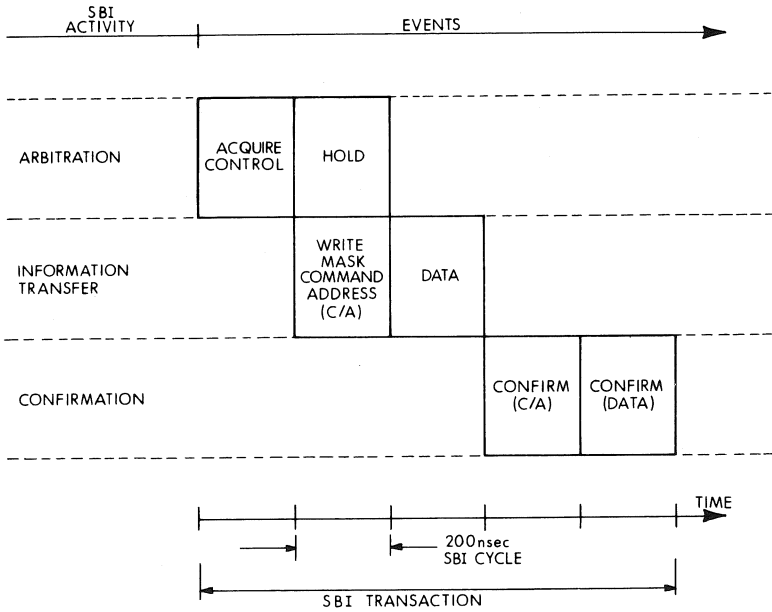 SBI
ACTIVITY
EVENTS
ARBITRATION
ACQUIRE
CONTROL
HOLD
INFORMATION
TRANSFER
WRITE
MASK
COMMAND
ADDRESS
(C/A)
DATA
CONFIRMATION
CONFIRM
(C/A)
CONFIRM
(DATA)
TIME
200nsec
SBI CYCLE
SBI TRANSACTION